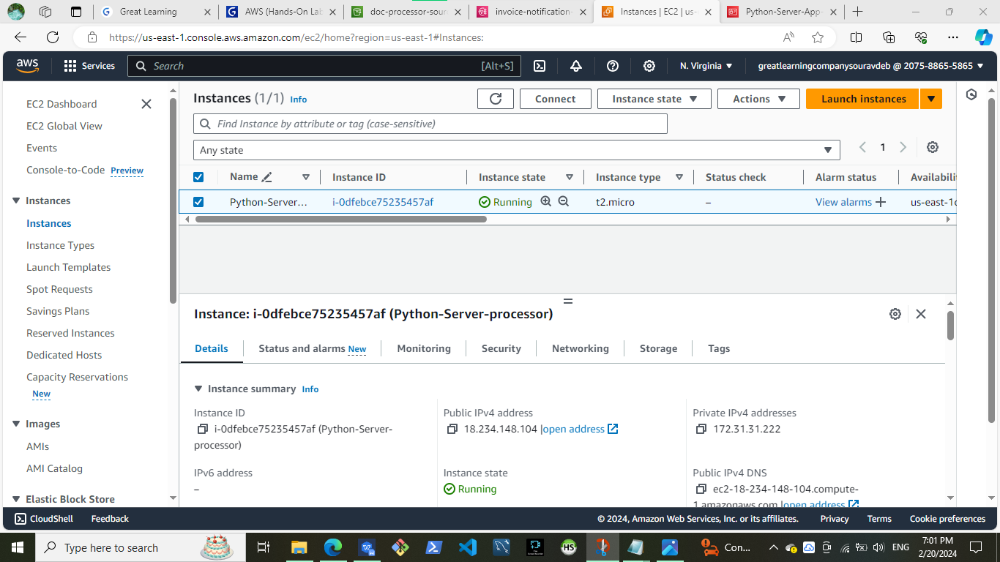 Great Learning
AWS (Hands-On Lab
doc-processor-sour
invoice-notification-
Instances | EC2 | us-
Python-Server-App-
https://us-east-1.console.aws.amazon.com/ec2/home?region=us-east-1#Instances:
aws
Services
Search
[Alt+S]
N. Virginia
greatlearningcompanysouravdeb @ 2075-8865-5865
EC2 Dashboard
EC2 Global View
Events
Console-to-Code Preview
Instances
Instances
Instance Types
Launch Templates
Spot Requests
Savings Plans
Reserved Instances
Dedicated Hosts
Capacity Reservations
New
Images
AMIs
AMI Catalog
Elastic Block Store
Instances (1/1) Info
Connect
Instance state
Actions
Launch instances
Find Instance by attribute or tag (case-sensitive)
Any state
1
Name
Instance ID
Instance state
Instance type
Status check
Alarm status
Availabili
Python-Server...
i-0dfebce75235457af
Running
t2.micro
–
View alarms
us-east-1c
Instance: i-0dfebce75235457af (Python-Server-processor)
Details
Status and alarms New
Monitoring
Security
Networking
Storage
Tags
Instance summary Info
Instance ID
i-0dfebce75235457af (Python-Server-
processor)
Public IPv4 address
18.234.148.104 |open address
Private IPv4 addresses
172.31.31.222
IPv6 address
–
Instance state
Running
Public IPv4 DNS
ec2-18-234-148-104.compute-
1.amazonaws.com |open address
CloudShell
Feedback
© 2024, Amazon Web Services, Inc. or its affiliates.
Privacy
Terms
Cookie preferences
Type here to search
HS
Con...
ENG
7:01 PM
2/20/2024